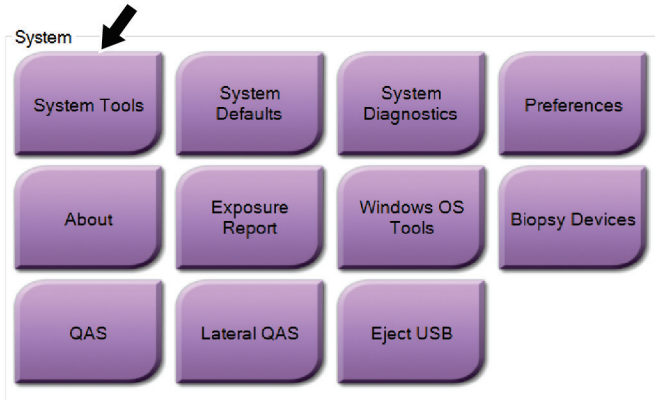 System
System Tools
System
Defaults
System
Diagnostics
Preferences
About
Exposure
Report
Windows OS
Tools
Biopsy Devices
QAS
Lateral QAS
Eject USB